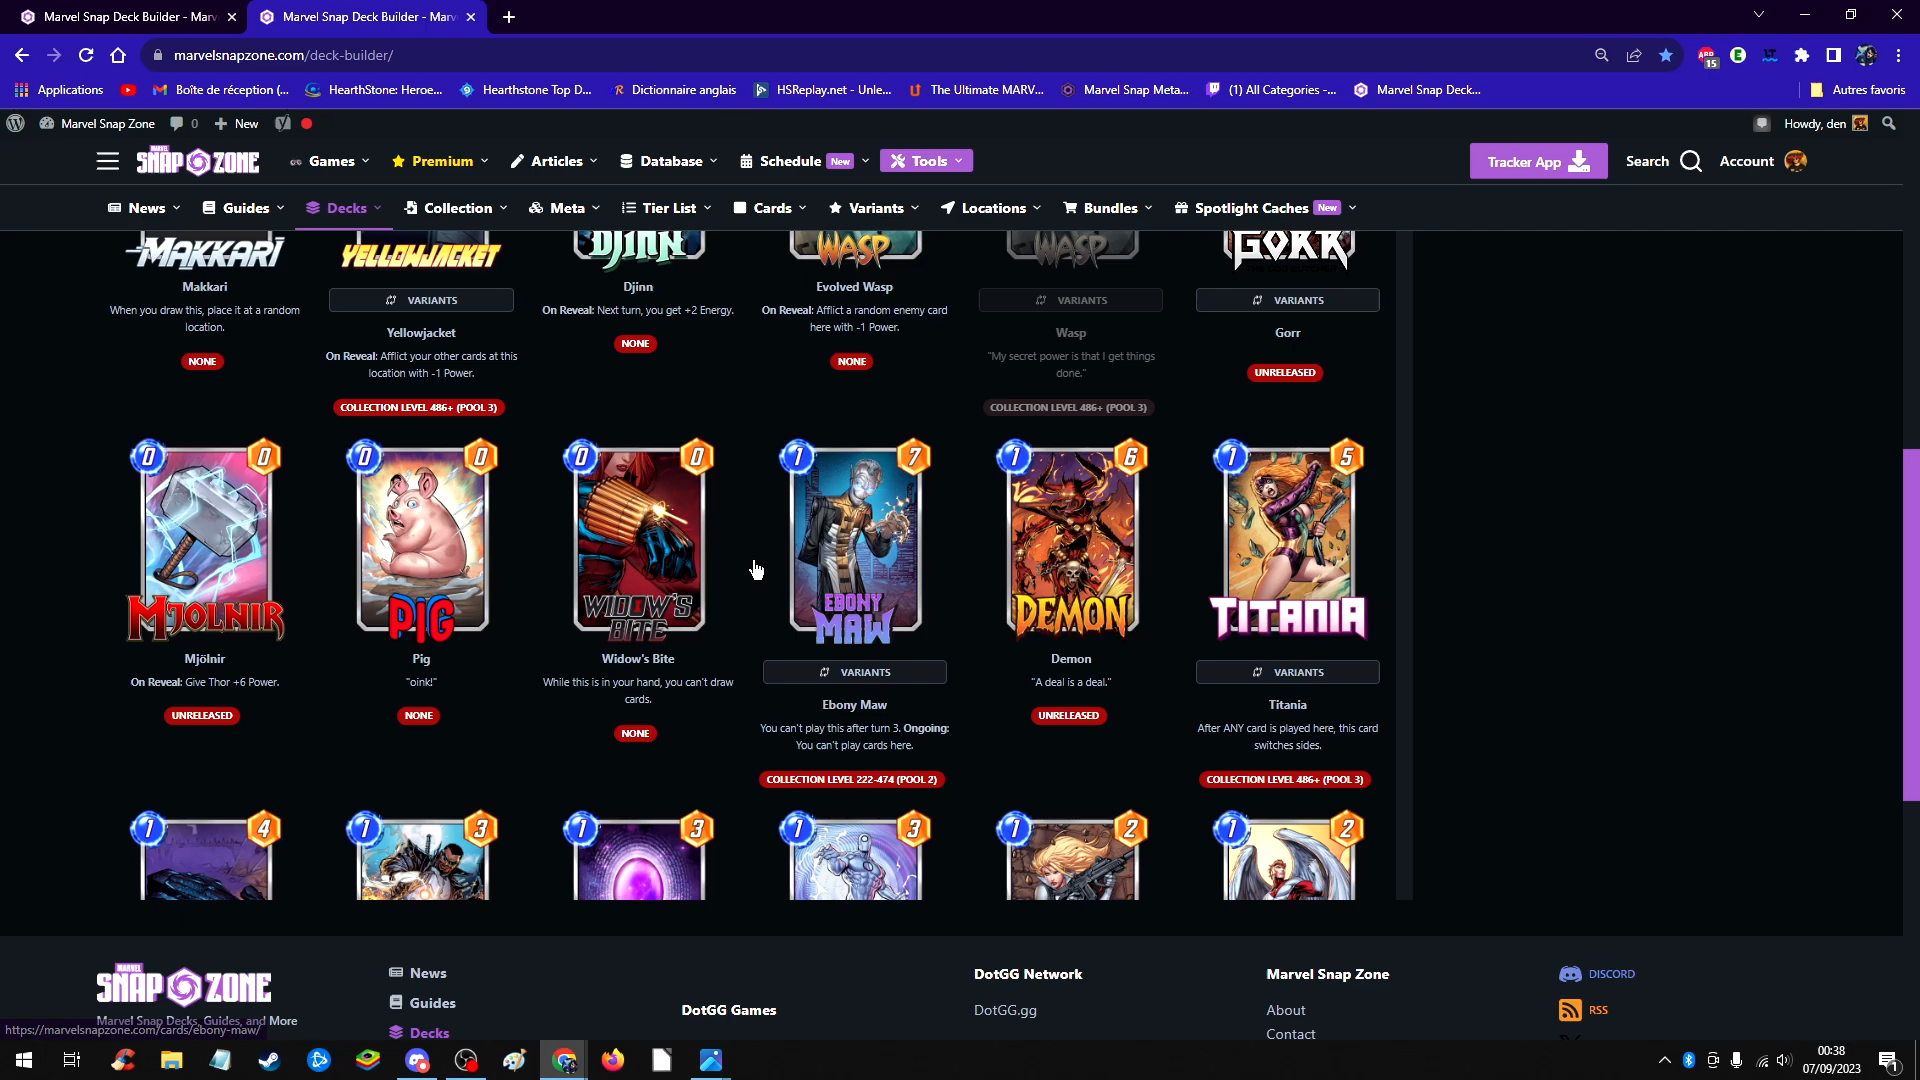 Marvel Snap Deck Builder - Marv
Marvel Snap Deck Builder - Marv
marvelsnapzone.com/deck-builder/
15
Applications
Boîte de réception (...
HearthStone: Heroe...
Hearthstone Top D...
Dictionnaire anglais
HSReplay.net - Unle...
The Ultimate MARV...
Marvel Snap Meta...
(1) All Categories -...
Marvel Snap Deck...
Autres favoris
Marvel Snap Zone
0
New
Howdy, den
MARVEL SNAP ZONE
Games
Premium
Articles
Database
Schedule New
Tools
Tracker App
Search
Account
News
Guides
Decks
Collection
Meta
Tier List
Cards
Variants
Locations
Bundles
Spotlight Caches New
MAKKARI
YELLOWJACKET
DJINN
WASP
WASP
GORR
Makkari
When you draw this, place it at a random
location.
NONE
VARIANTS
Yellowjacket
On Reveal: Afflict your other cards at this
location with -1 Power.
COLLECTION LEVEL 486+ (POOL 3)
Djinn
On Reveal: Next turn, you get +2 Energy.
NONE
Evolved Wasp
On Reveal: Afflict a random enemy card
here with -1 Power.
NONE
VARIANTS
Wasp
"My secret power is that I get things
done."
COLLECTION LEVEL 486+ (POOL 3)
VARIANTS
Gorr
UNRELEASED
0 0
MJOLNIR
Mjölnir
On Reveal: Give Thor +6 Power.
UNRELEASED
0 0
PIG
Pig
"oink!"
NONE
0 0
WIDOW'S
BITE
Widow's Bite
While this is in your hand, you can't draw
cards.
NONE
1 7
EBONY
MAW
VARIANTS
Ebony Maw
You can't play this after turn 3. Ongoing:
You can't play cards here.
COLLECTION LEVEL 222-474 (POOL 2)
1 6
DEMON
Demon
"A deal is a deal."
UNRELEASED
1 5
TITANIA
VARIANTS
Titania
After ANY card is played here, this card
switches sides.
COLLECTION LEVEL 486+ (POOL 3)
1 4
1 3
1 3
1 3
1 2
1 2
MARVEL SNAP ZONE
Marvel Snap Decks, Guides, and More
News
Guides
Decks
DotGG Games
DotGG Network
DotGG.gg
Marvel Snap Zone
About
Contact
DISCORD
RSS
https://marvelsnapzone.com/cards/ebony-maw/
00:38
07/09/2023
1